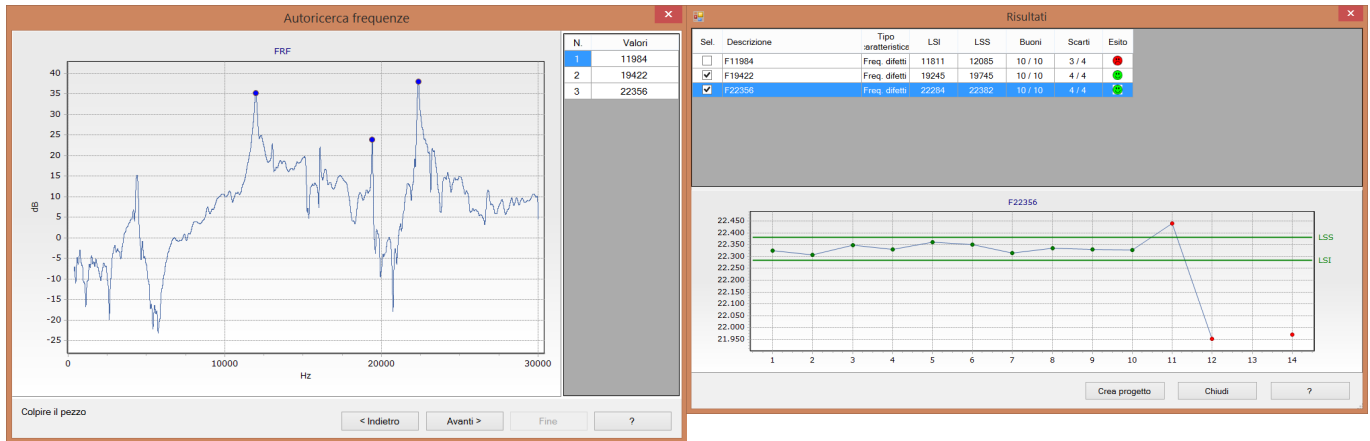 Autoricerca frequenze
×
FRF
40
35
30
25
20
15
10
5
0
-5
-10
-15
-20
-25
dB
0 10000 20000 30000
Hz
N. Valori
1 11984
2 19422
3 22356
Colpire il pezzo
< Indietro Avanti > Fine ?
Risultati
×
Sel. Descrizione Tipo caratteristica LSI LSS Buoni Scarti Esito
F11984 Freq. difetti 11811 12085 10 / 10 3 / 4
F19422 Freq. difetti 19245 19745 10 / 10 4 / 4
F22356 Freq. difetti 22284 22382 10 / 10 4 / 4
F22356
22.450
22.400
22.350
22.300
22.250
22.200
22.150
22.100
22.050
22.000
21.950
LSS
LSI
1 2 3 4 5 6 7 8 9 10 11 12 13 14
Crea progetto Chiudi ?